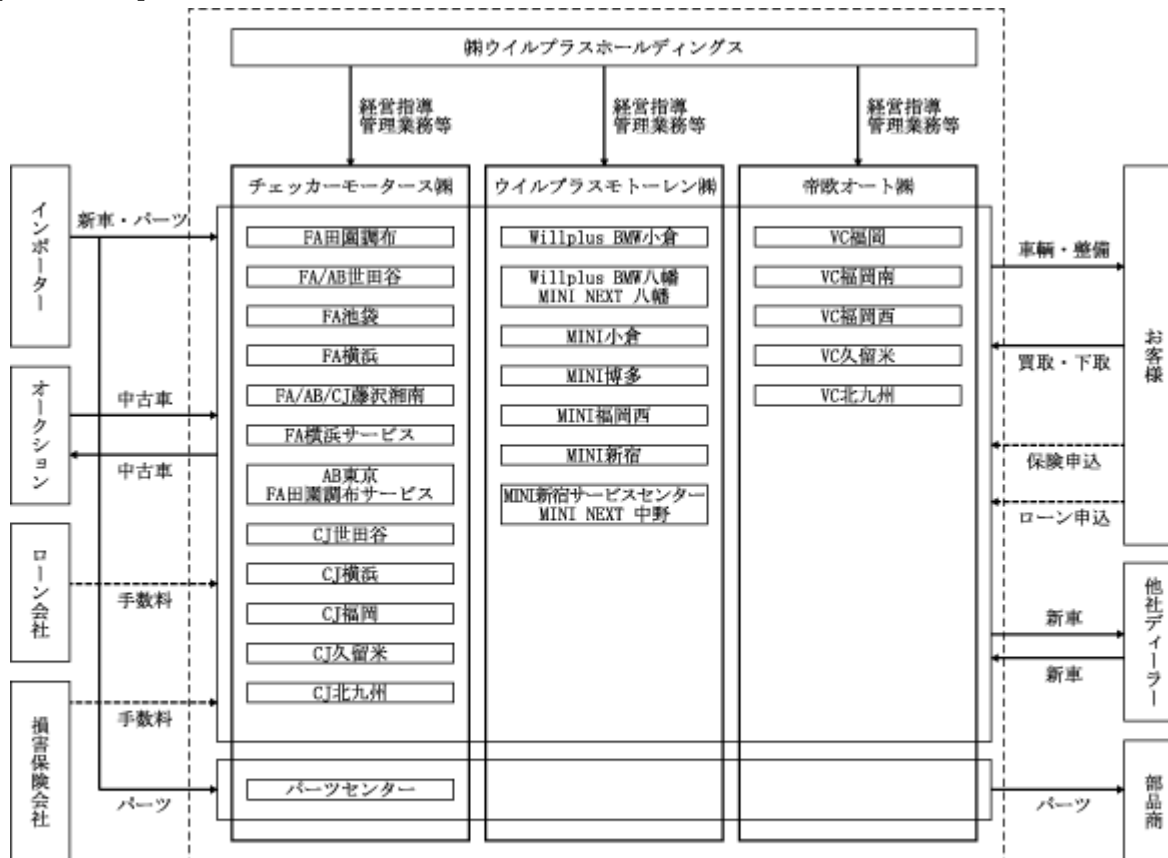 ㈱ウイルプラスホールディングス
経営指導
管理業務等
経営指導
管理業務等
経営指導
管理業務等
インポーター
オークション
ローン会社
損害保険会社
新車・パーツ
中古車
中古車
手数料
手数料
パーツ
チェッカーモータース㈱
FA田園調布
FA/AB世田谷
FA池袋
FA横浜
FA/AB/CJ藤沢湘南
FA横浜サービス
AB東京
FA田園調布サービス
CJ世田谷
CJ横浜
CJ福岡
CJ久留米
CJ北九州
パーツセンター
ウイルプラスモトーレン㈱
Willplus BMW小倉
Willplus BMW八幡
MINI NEXT 八幡
MINI小倉
MINI博多
MINI福岡西
MINI新宿
MINI新宿サービスセンター
MINI NEXT 中野
帝欧オート㈱
VC福岡
VC福岡南
VC福岡西
VC久留米
VC北九州
車輌・整備
買取・下取
保険申込
ローン申込
新車
新車
パーツ
お客様
他社ディーラー
部品商